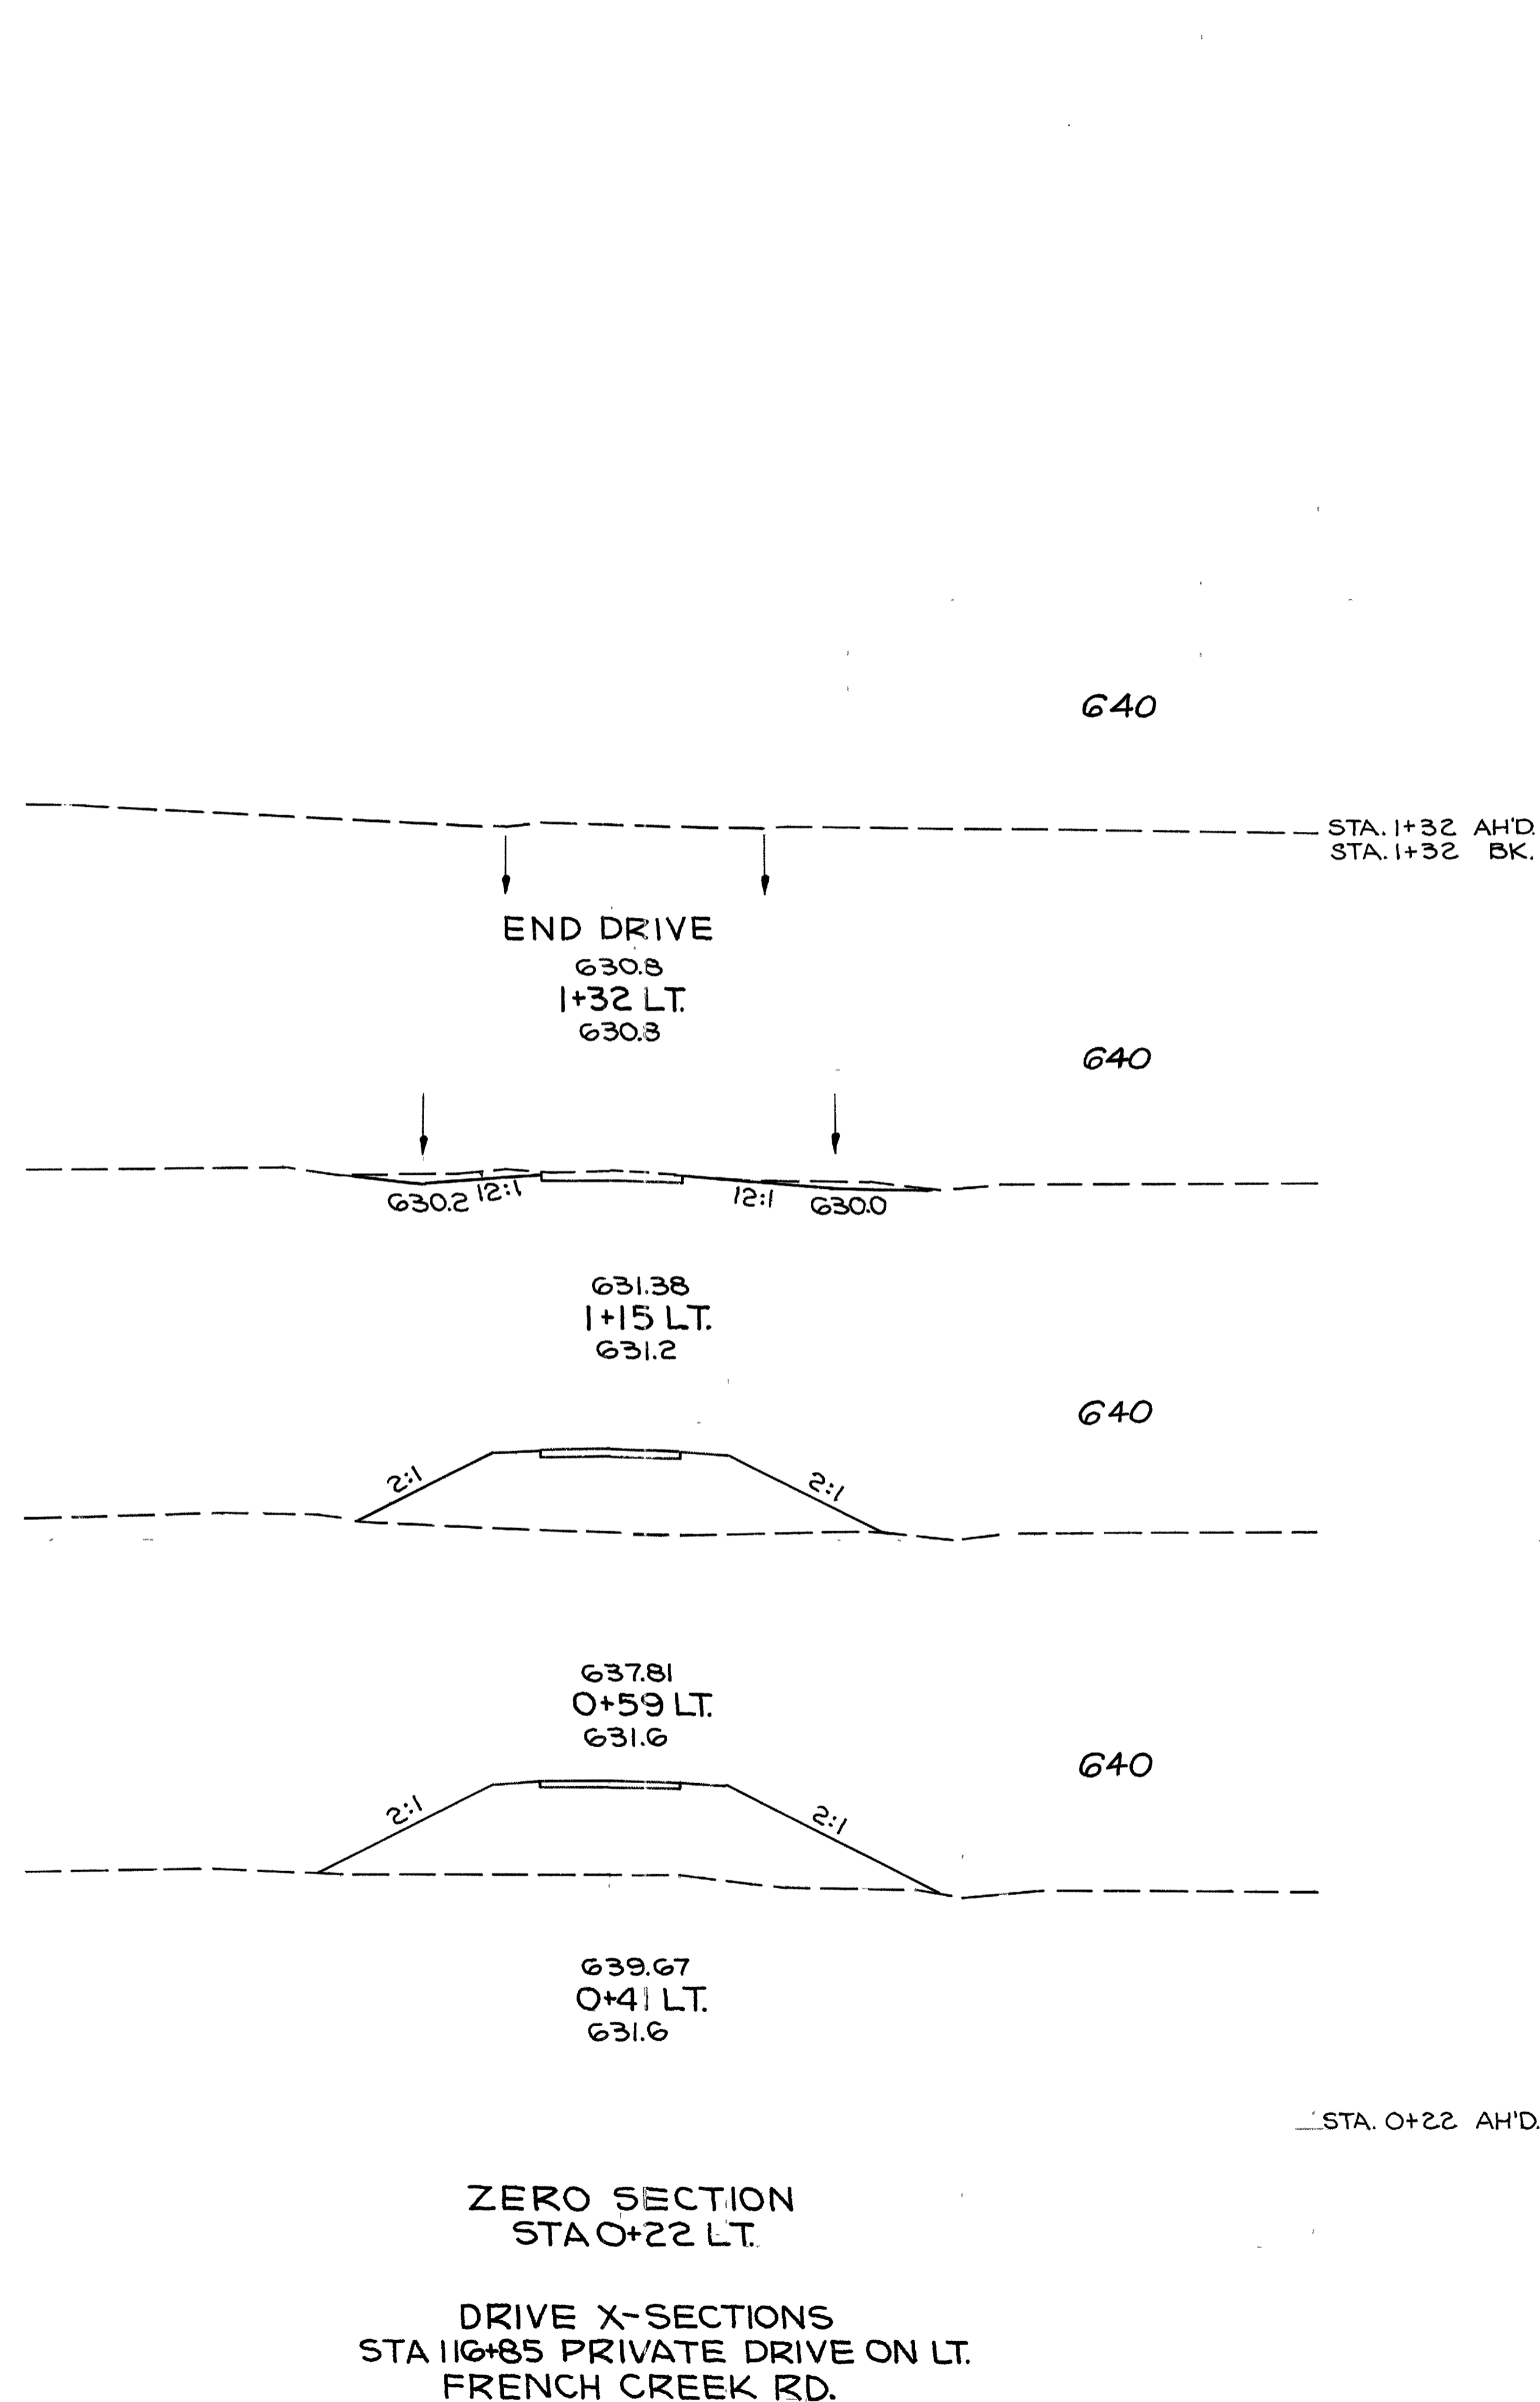 640
STA. 1+32 AH'D.
STA. 1+32 BK.
END DRIVE
630.8
1+32 LT.
630.8
640
630.2 12:1 12:1 630.0
631.38
1+15 LT.
631.2
640
2:1 2:1
637.81
0+59 LT.
631.6
640
2:1 2:1
639.67
0+41 LT.
631.6
STA. 0+22 AH'D.
ZERO SECTION
STA 0+22 LT.
DRIVE X-SECTIONS
STA 116+85 PRIVATE DRIVE ON LT.
FRENCH CREEK RD.